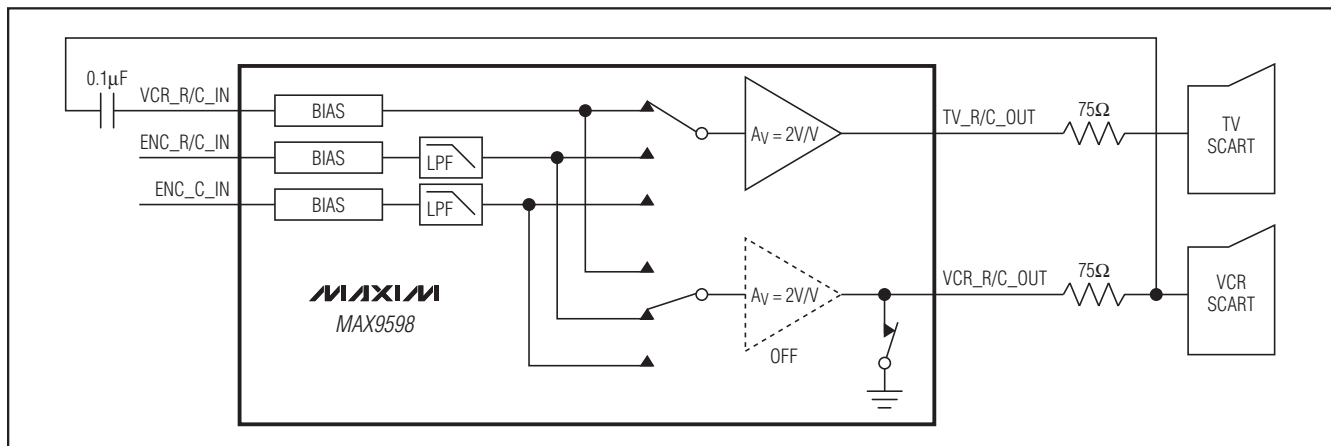 0.1μF
VCR_R/C_IN
BIAS
ENC_R/C_IN
BIAS
LPF
ENC_C_IN
BIAS
LPF
AV = 2V/V
TV_R/C_OUT
75Ω
TV
SCART
MAXIM
MAX9598
AV = 2V/V
OFF
VCR_R/C_OUT
75Ω
VCR
SCART